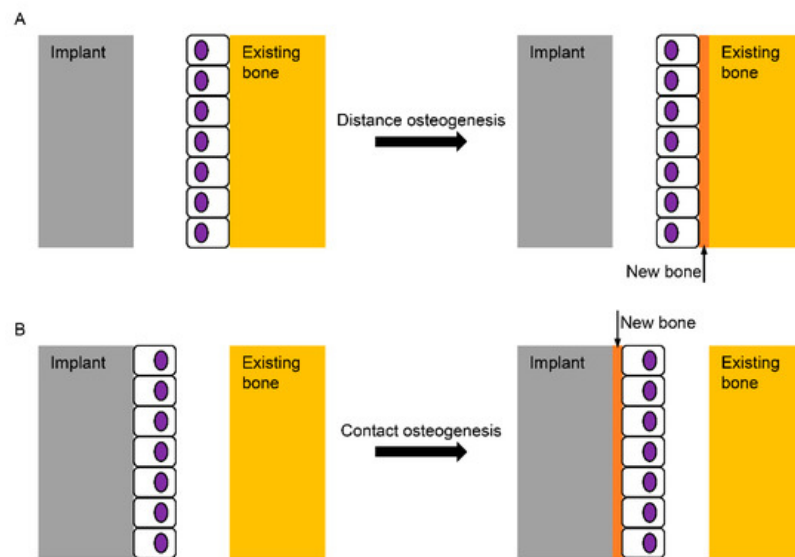 A
Implant
Existing
bone
Distance osteogenesis
Implant
Existing
bone
New bone
B
Implant
Existing
bone
Contact osteogenesis
New bone
Implant
Existing
bone